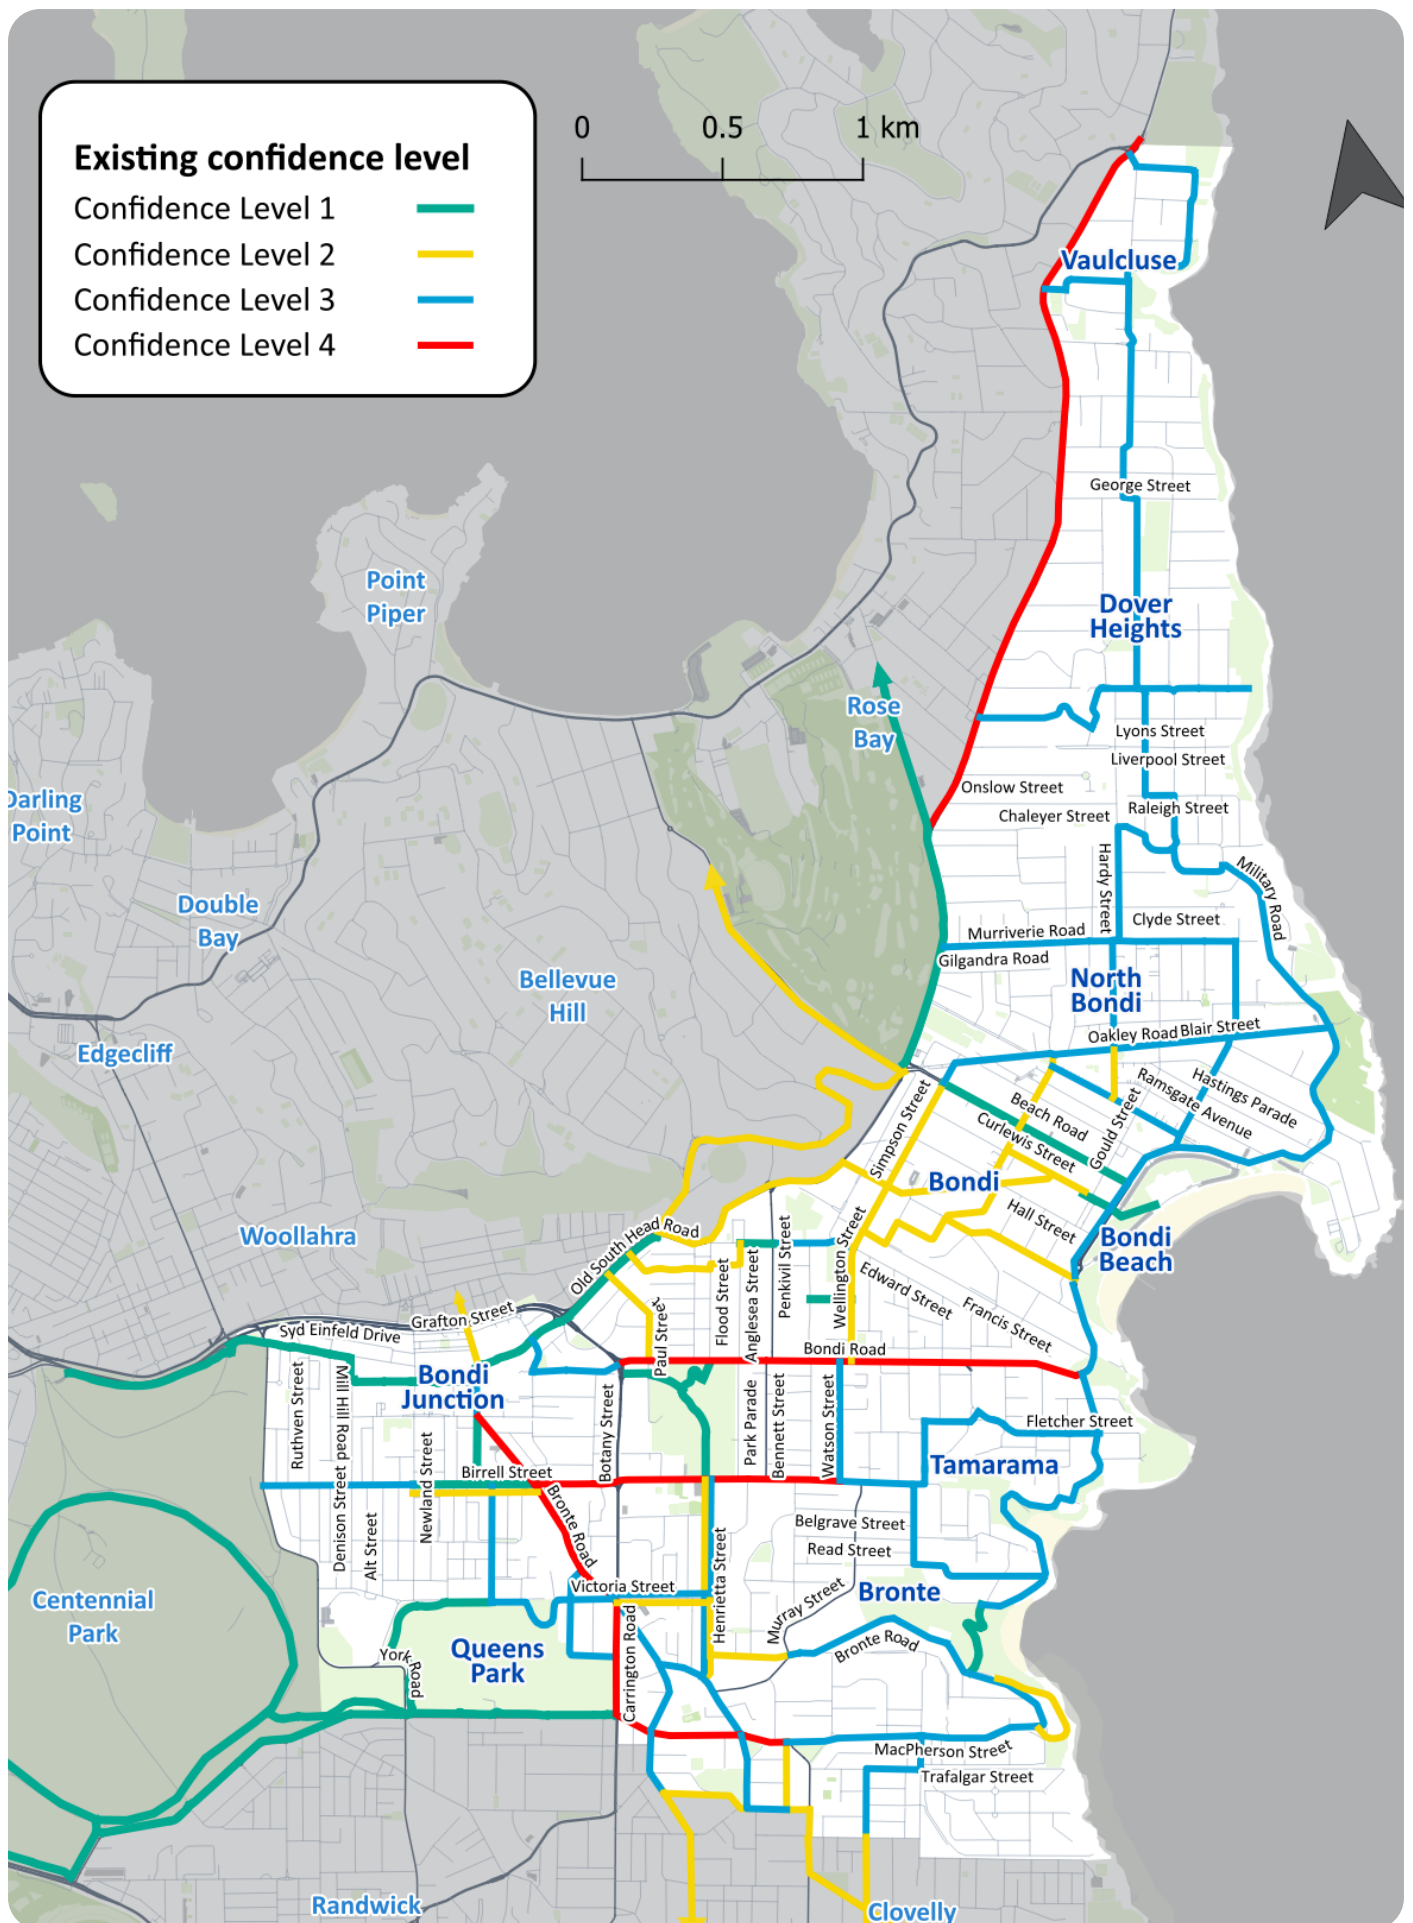 Existing confidence level
Confidence Level 1
Confidence Level 2
Confidence Level 3
Confidence Level 4
0 0.5 1 km
Vaulcluse
George Street
Point
Piper
Dover
Heights
Rose
Bay
Lyons Street
Liverpool Street
Onslow Street
Raleigh Street
Chaleyer Street
Darling
Point
Hardy Street
Military Road
Double
Bay
Clyde Street
Murriverie Road
Gilgandra Road
Bellevue
Hill
North
Bondi
Oakley Road
Blair Street
Edgecliff
Simpson Street
Beach Road
Ramsgate Avenue
Hastings Parade
Curlewis Street
Gould Street
Bondi
Hall Street
Woollahra
Old South Head Road
Bondi
Beach
Penkivil Street
Wellington Street
Flood Street
Anglesea Street
Edward Street
Francis Street
Grafton Street
Syd Einfeld Drive
Paul Street
Bondi Road
Bondi
Junction
Ruthven Street
Mill Hill Road
Botany Street
Park Parade
Bennett Street
Watson Street
Fletcher Street
Tamarama
Birrell Street
Newland Street
Denison Street
Alt Street
Bronte Road
Belgrave Street
Read Street
Henrietta Street
Victoria Street
Bronte
Murray Street
Centennial
Park
Queens
Park
York Road
Carrington Road
Bronte Road
MacPherson Street
Trafalgar Street
Randwick
Clovelly